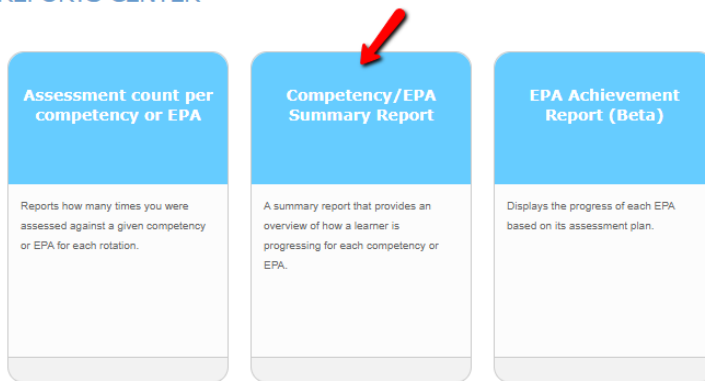 REPORTS CENTER
Assessment count per
competency or EPA
Competency/EPA
Summary Report
EPA Achievement
Report (Beta)
Reports how many times you were
assessed against a given competency
or EPA for each rotation.
A summary report that provides an
overview of how a learner is
progressing for each competency or
EPA.
Displays the progress of each EPA
based on its assessment plan.